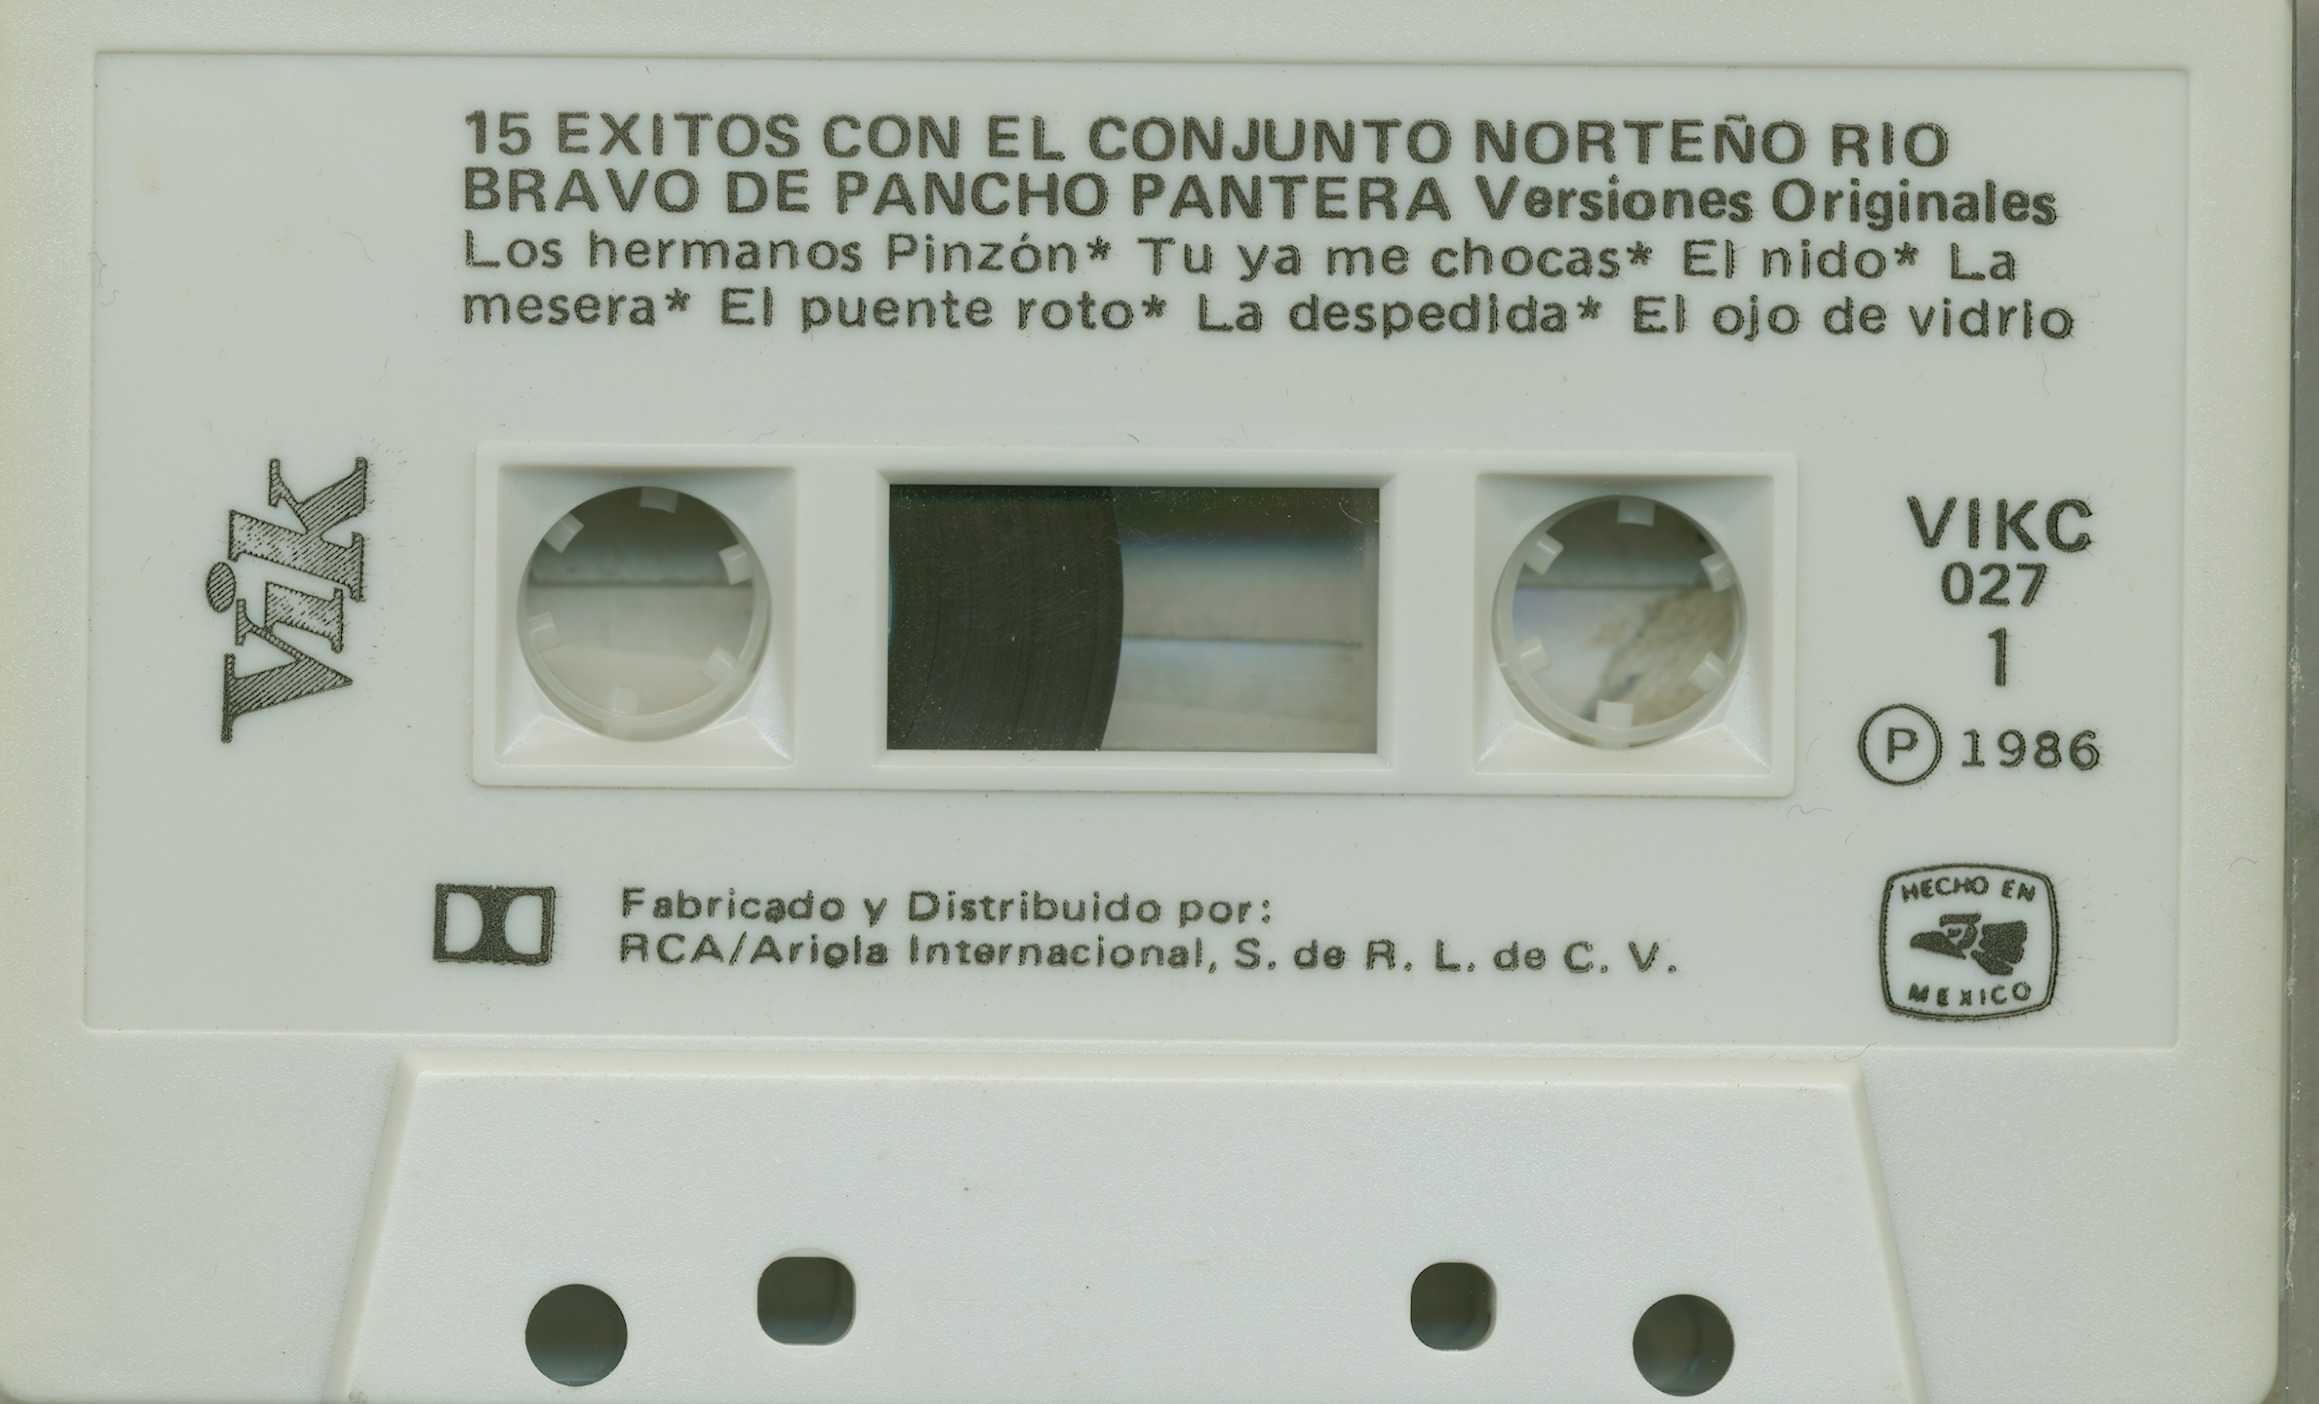 15 EXITOS CON EL CONJUNTO NORTEÑO RIO
BRAVO DE PANCHO PANTERA Versiones Originales
Los hermanos Pinzón* Tu ya me chocas* El nido* La
mesera* El puente roto* La despedida* El ojo de vidrio
Vik
VIKC
027
1
Ⓟ 1986
Fabricado y Distribuido por:
RCA/Ariola Internacional, S. de R. L. de C. V.
HECHO EN
MEXICO